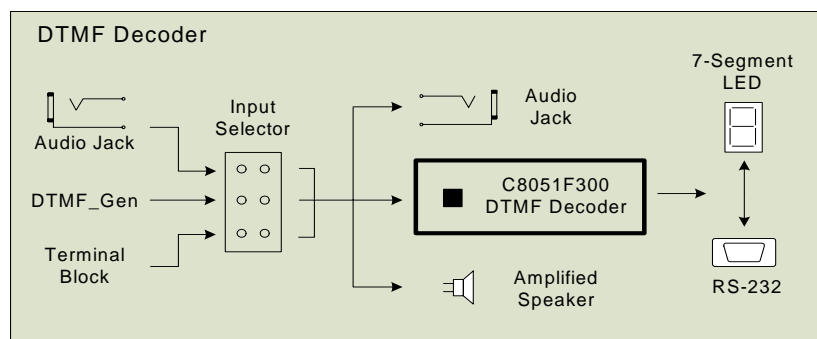 DTMF Decoder
Audio Jack
DTMF_Gen
Terminal
Block
Input
Selector
Audio
Jack
C8051F300
DTMF Decoder
Amplified
Speaker
7-Segment
LED
RS-232